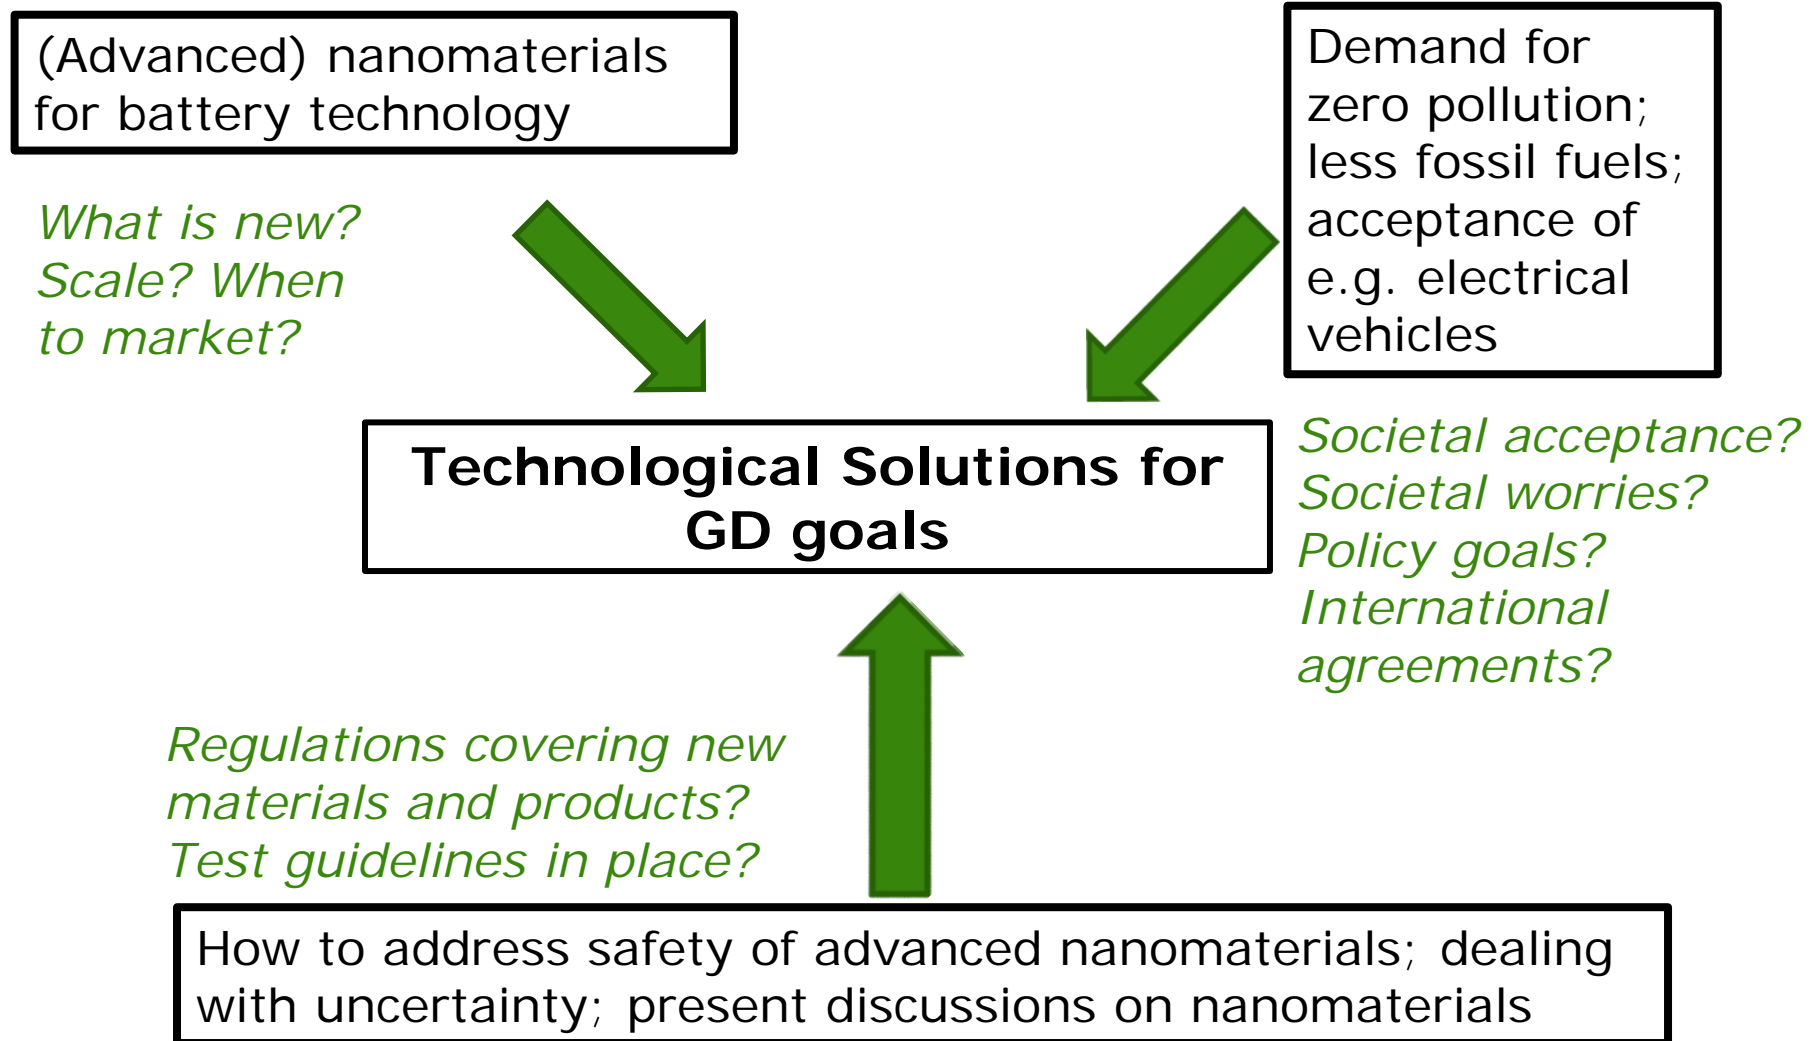 (Advanced) nanomaterials
for battery technology
What is new?
Scale? When
to market?
Demand for
zero pollution;
less fossil fuels;
acceptance of
e.g. electrical
vehicles
Technological Solutions for
GD goals
Societal acceptance?
Societal worries?
Policy goals?
International
agreements?
Regulations covering new
materials and products?
Test guidelines in place?
How to address safety of advanced nanomaterials; dealing
with uncertainty; present discussions on nanomaterials